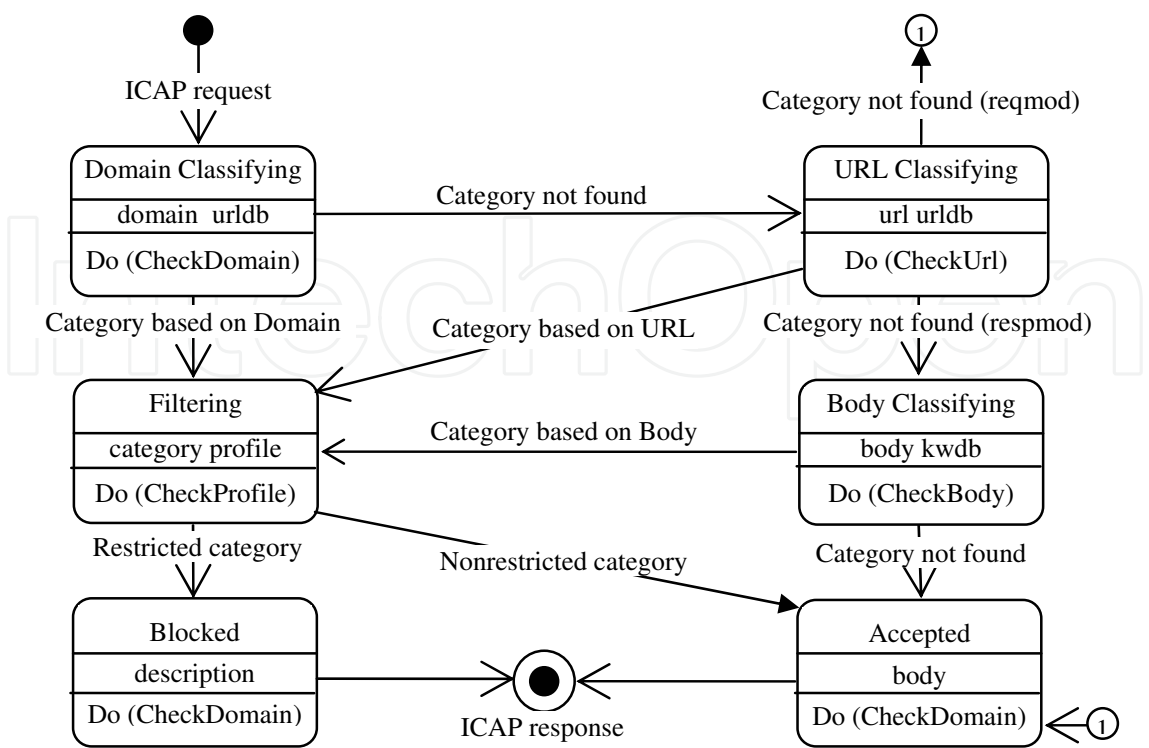 1
ICAP request
Category not found (reqmod)
Domain Classifying
domain urldb
Do (CheckDomain)
Category not found
URL Classifying
url urldb
Do (CheckUrl)
Category based on Domain
Category based on URL
Category not found (respmod)
Filtering
category profile
Do (CheckProfile)
Category based on Body
Body Classifying
body kwdb
Do (CheckBody)
Restricted category
Nonrestricted category
Category not found
Blocked
description
Do (CheckDomain)
ICAP response
Accepted
body
Do (CheckDomain)
1
IntechOpen